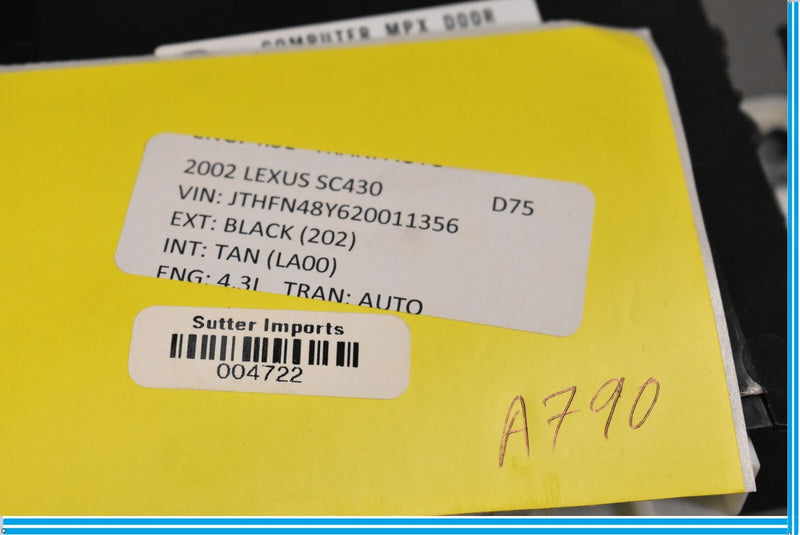 COMPUTER MPX DOOR
2002 LEXUS SC430
D75
VIN: JTHFN48Y620011356
EXT: BLACK (202)
INT: TAN (LA00)
ENG: 4.3L TRAN: AUTO
Sutter Imports
004722
A790